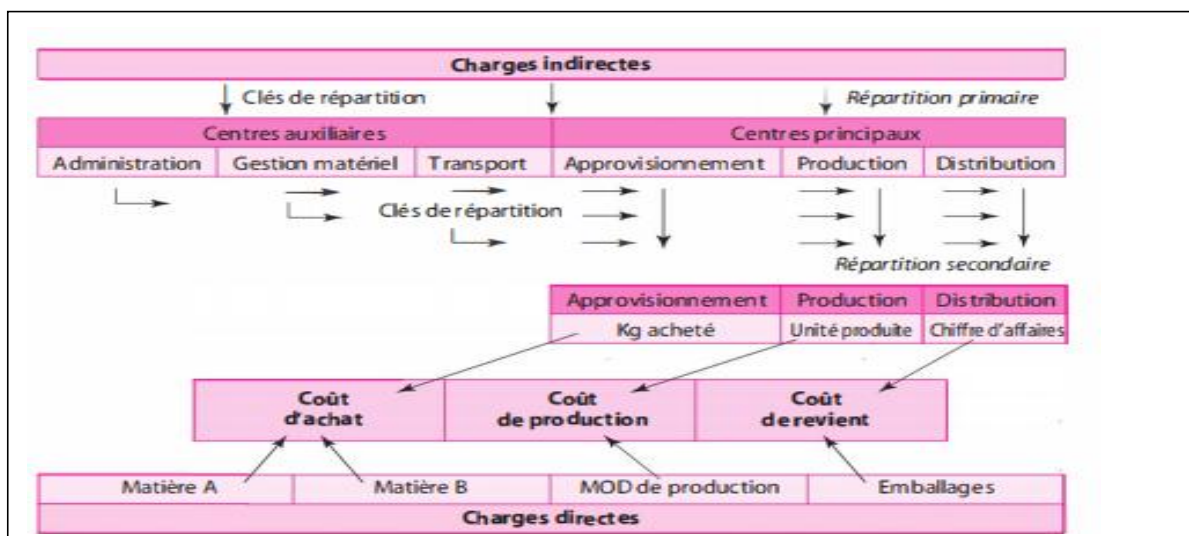 Charges indirectes
Clés de répartition
Répartition primaire
Centres auxiliaires
Centres principaux
Administration
Gestion matériel
Transport
Approvisionnement
Production
Distribution
Clés de répartition
Répartition secondaire
Approvisionnement
Production
Distribution
Kg acheté
Unité produite
Chiffre d'affaires
Coût
d'achat
Coût
de production
Coût
de revient
Matière A
Matière B
MOD de production
Emballages
Charges directes